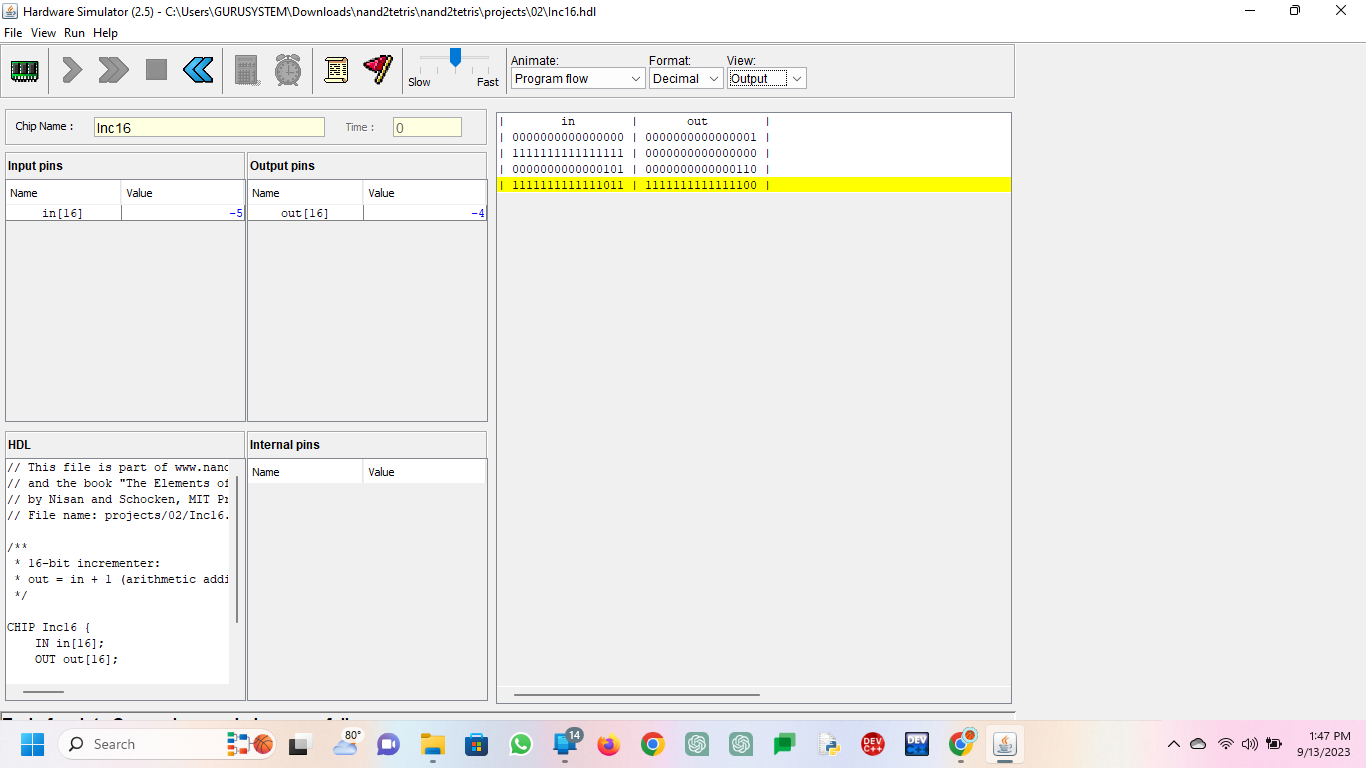 Hardware Simulator (2.5) - C:\Users\GURUSYSTEM\Downloads\nand2tetris\nand2tetris\projects\02\Inc16.hdl
File View Run Help
Slow Fast
Animate: Format: View:
Program flow Decimal Output
Chip Name : Inc16 Time : 0
Input pins Output pins
Name Value Name Value
in[16] -5 out[16] -4
| in | out |
| 0000000000000000 | 0000000000000001 |
| 1111111111111111 | 0000000000000000 |
| 0000000000000101 | 0000000000000110 |
| 1111111111111011 | 1111111111111100 |
HDL
// This file is part of www.nand
// and the book "The Elements of
// by Nisan and Schocken, MIT Pr
// File name: projects/02/Inc16.
/**
* 16-bit incrementer:
* out = in + 1 (arithmetic addi
*/
CHIP Inc16 {
IN in[16];
OUT out[16];
Internal pins
Name Value
Search
80°
14
DEV C++
DEV C++
1:47 PM
9/13/2023